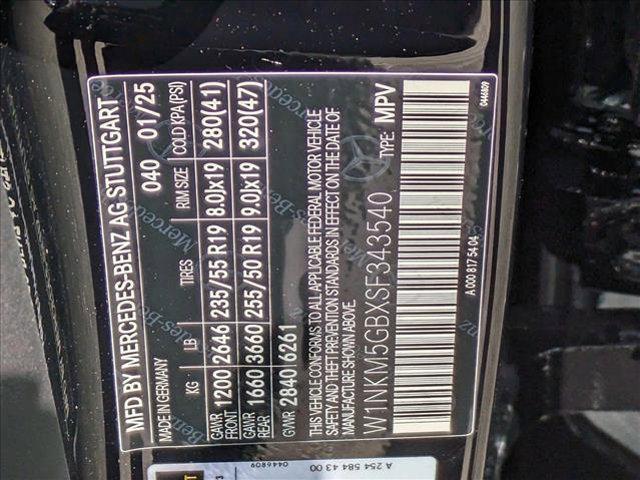 MFD BY MERCEDES-BENZ AG STUTTGART
MADE IN GERMANY 040 01/25
KG LB TIRES RIM SIZE COLD KPA(PSI)
GAWR FRONT 1200 2646 235/55 R19 8.0Jx19 280(41)
GAWR REAR 1660 3660 255/50 R19 9.0Jx19 320(47)
GVWR 2840 6261
THIS VEHICLE CONFORMS TO ALL APPLICABLE FEDERAL MOTOR VEHICLE
SAFETY AND THEFT PREVENTION STANDARDS IN EFFECT ON THE DATE OF
MANUFACTURE SHOWN ABOVE.
W1NKM5GBXSF343540 TYPE: MPV
A 000 817 54 04 0446809
A 254 584 43 00
0446809